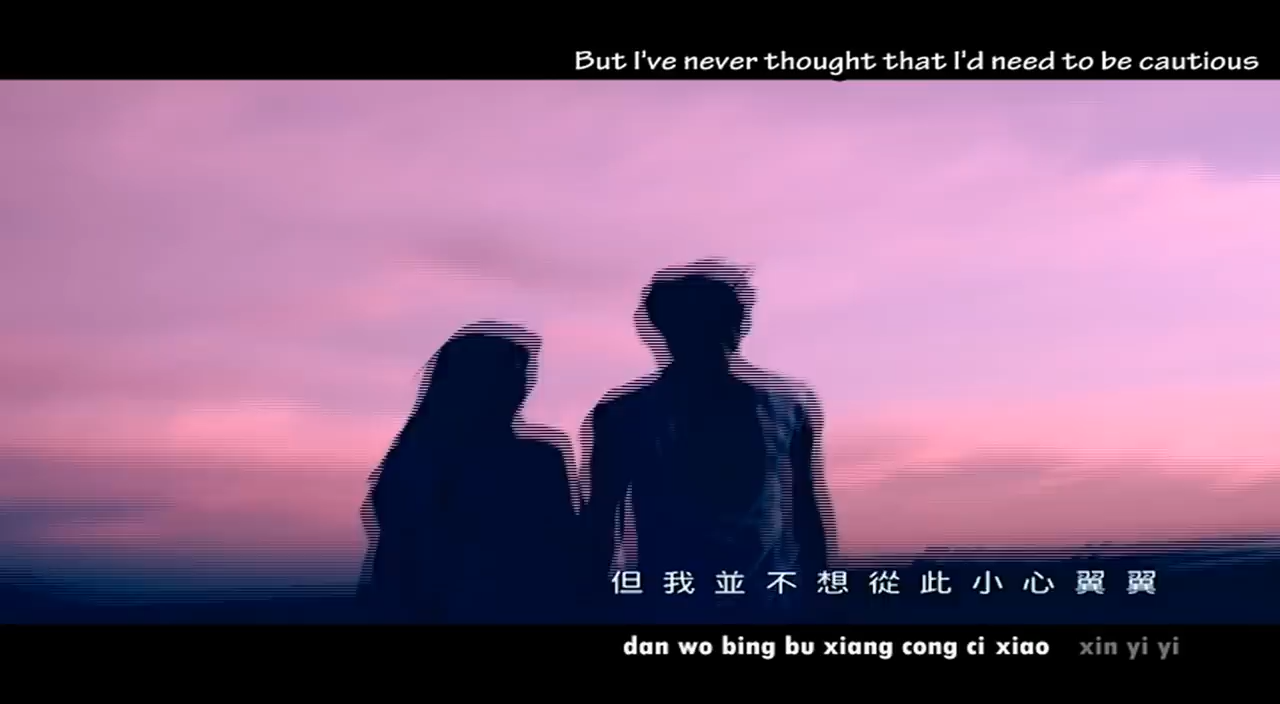 But I've never thought that I'd need to be cautious
但我並不想從此小心翼翼
dan wo bing bu xiang cong ci xiao xin yi yi